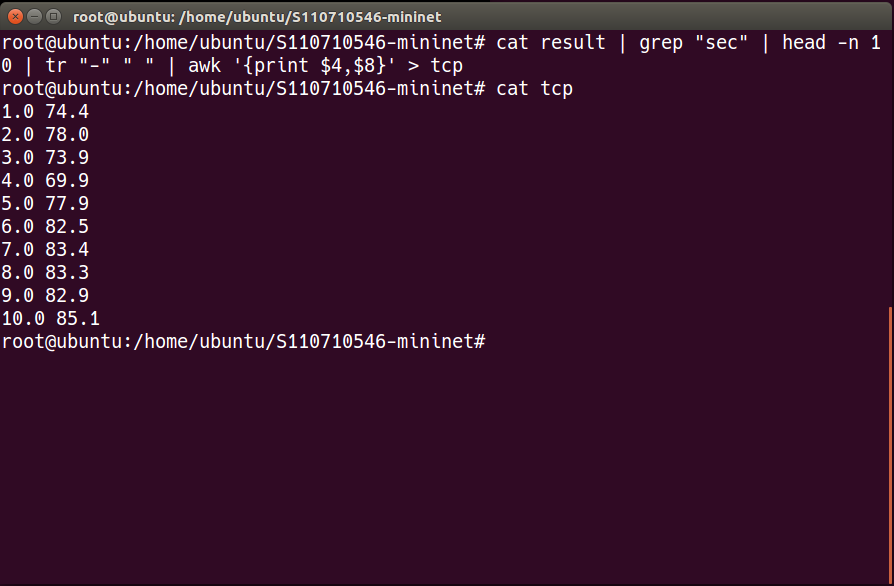 root@ubuntu: /home/ubuntu/S110710546-mininet
root@ubuntu:/home/ubuntu/S110710546-mininet# cat result | grep "sec" | head -n 1
0 | tr "-" " " | awk '{print $4,$8}' > tcp
root@ubuntu:/home/ubuntu/S110710546-mininet# cat tcp
1.0 74.4
2.0 78.0
3.0 73.9
4.0 69.9
5.0 77.9
6.0 82.5
7.0 83.4
8.0 83.3
9.0 82.9
10.0 85.1
root@ubuntu:/home/ubuntu/S110710546-mininet#